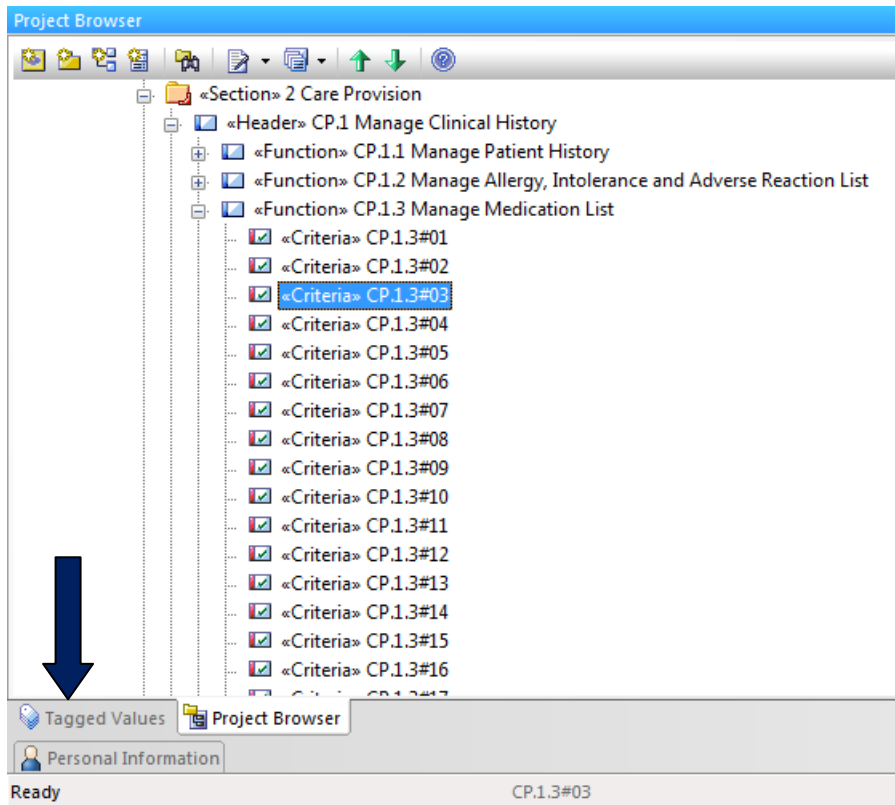 Project Browser
«Section» 2 Care Provision
«Header» CP.1 Manage Clinical History
«Function» CP.1.1 Manage Patient History
«Function» CP.1.2 Manage Allergy, Intolerance and Adverse Reaction List
«Function» CP.1.3 Manage Medication List
«Criteria» CP.1.3#01
«Criteria» CP.1.3#02
«Criteria» CP.1.3#03
«Criteria» CP.1.3#04
«Criteria» CP.1.3#05
«Criteria» CP.1.3#06
«Criteria» CP.1.3#07
«Criteria» CP.1.3#08
«Criteria» CP.1.3#09
«Criteria» CP.1.3#10
«Criteria» CP.1.3#11
«Criteria» CP.1.3#12
«Criteria» CP.1.3#13
«Criteria» CP.1.3#14
«Criteria» CP.1.3#15
«Criteria» CP.1.3#16
Tagged Values Project Browser
Personal Information
Ready CP.1.3#03